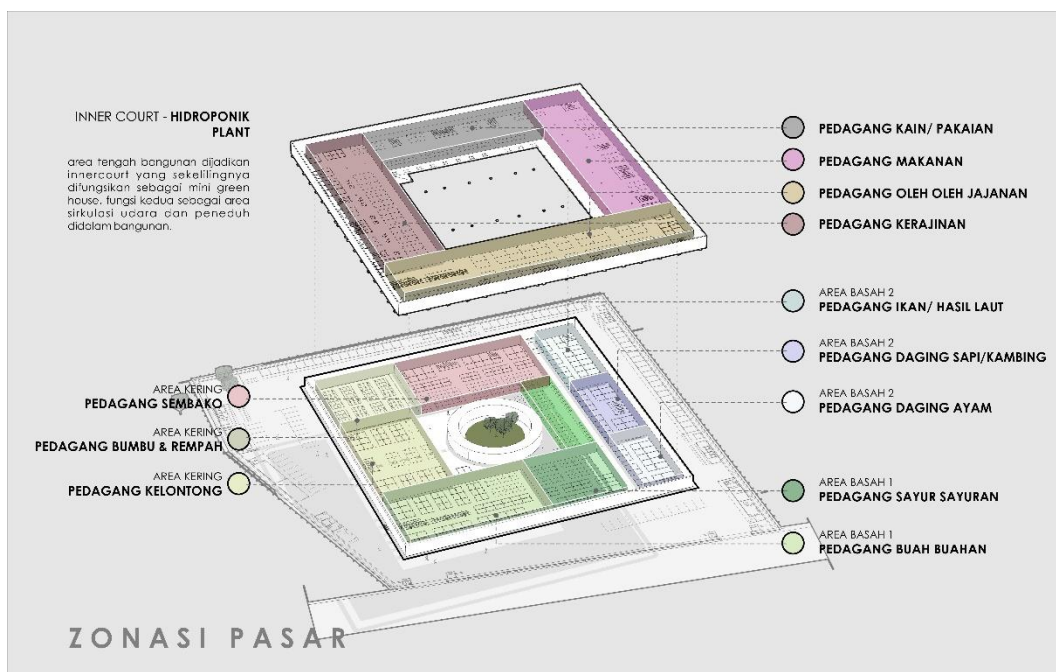 INNER COURT - HIDROPONIK
PLANT
area tengah bangunan dijadikan
innercourt yang sekelilingnya
difungsikan sebagai mini green
house, fungsi kedua sebagai area
sirkulasi udara dan peneduh
didalam bangunan.
PEDAGANG KAIN/ PAKAIAN
PEDAGANG MAKANAN
PEDAGANG OLEH OLEH JAJANAN
PEDAGANG KERAJINAN
AREA BASAH 2
PEDAGANG IKAN/ HASIL LAUT
AREA BASAH 2
PEDAGANG DAGING SAPI/KAMBING
AREA BASAH 2
PEDAGANG DAGING AYAM
AREA BASAH 1
PEDAGANG SAYUR SAYURAN
AREA BASAH 1
PEDAGANG BUAH BUAHAN
AREA KERING
PEDAGANG SEMBAKO
AREA KERING
PEDAGANG BUMBU & REMPAH
AREA KERING
PEDAGANG KELONTONG
ZONASI PASAR